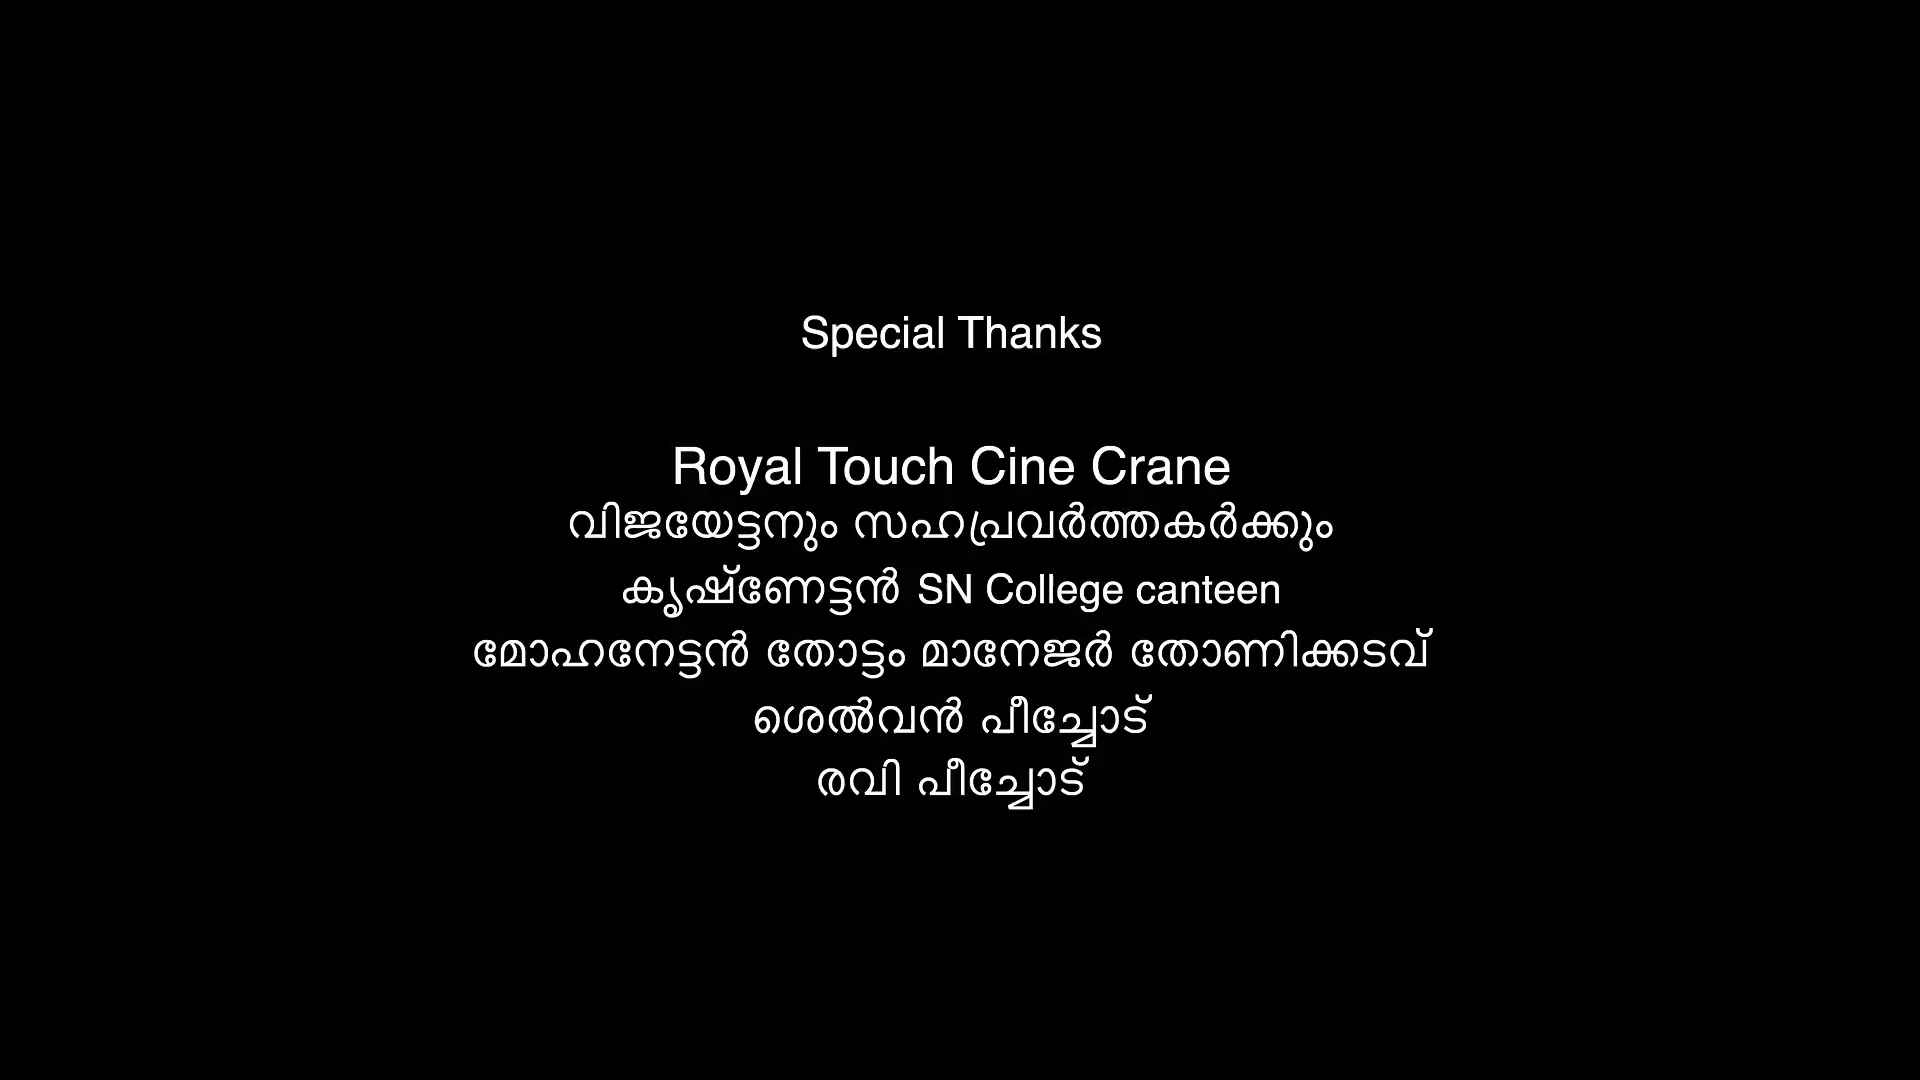 Special Thanks
Royal Touch Cine Crane
വിജയേട്ടനും സഹപ്രവർത്തകർക്കും
കൃഷ്ണേട്ടൻ SN College canteen
മോഹനേട്ടൻ തോട്ടം മാനേജർ തോണിക്കടവ്
ശെൽവൻ പീച്ചോട്
രവി പീച്ചോട്